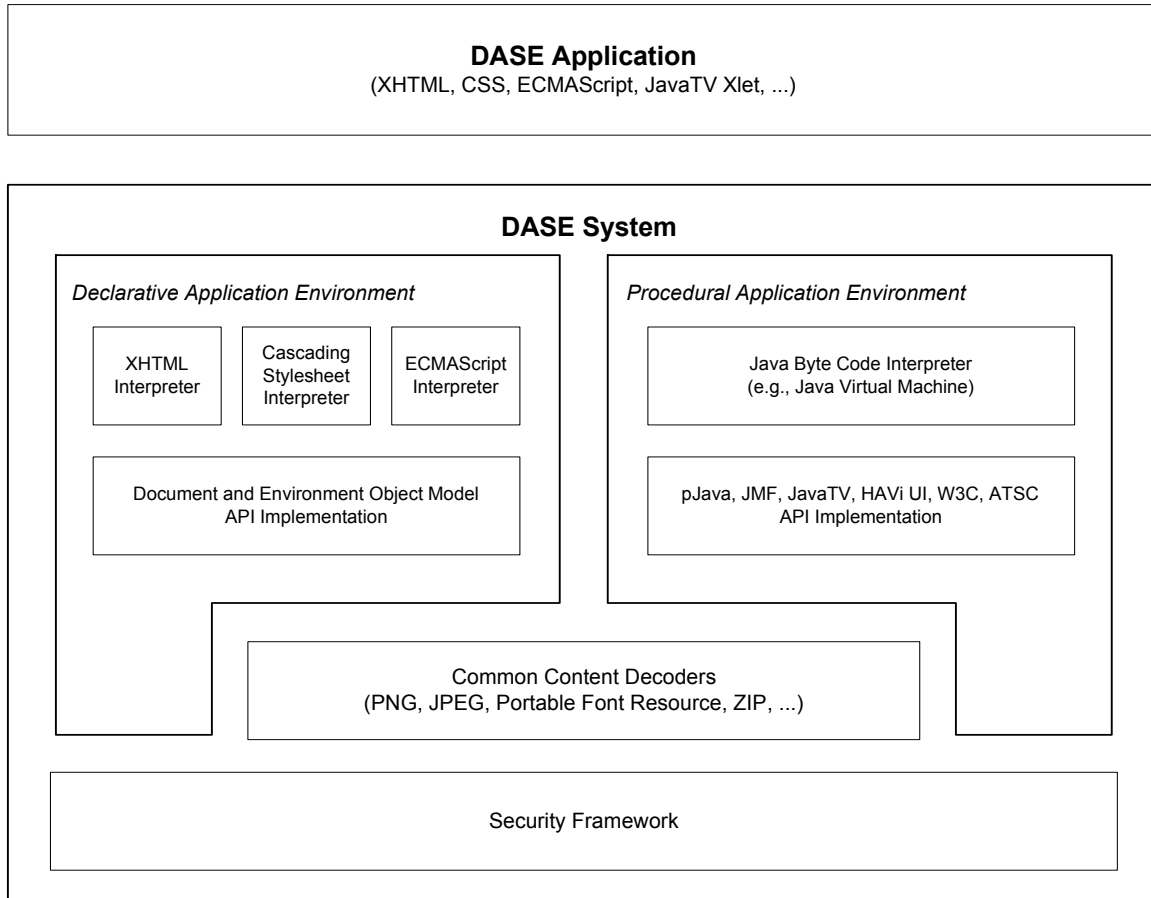 DASE Application
(XHTML, CSS, ECMAScript, JavaTV Xlet, ...)
DASE System
Declarative Application Environment
XHTML
Interpreter
Cascading
Stylesheet
Interpreter
ECMAScript
Interpreter
Document and Environment Object Model
API Implementation
Procedural Application Environment
Java Byte Code Interpreter
(e.g., Java Virtual Machine)
pJava, JMF, JavaTV, HAVi UI, W3C, ATSC
API Implementation
Common Content Decoders
(PNG, JPEG, Portable Font Resource, ZIP, ...)
Security Framework